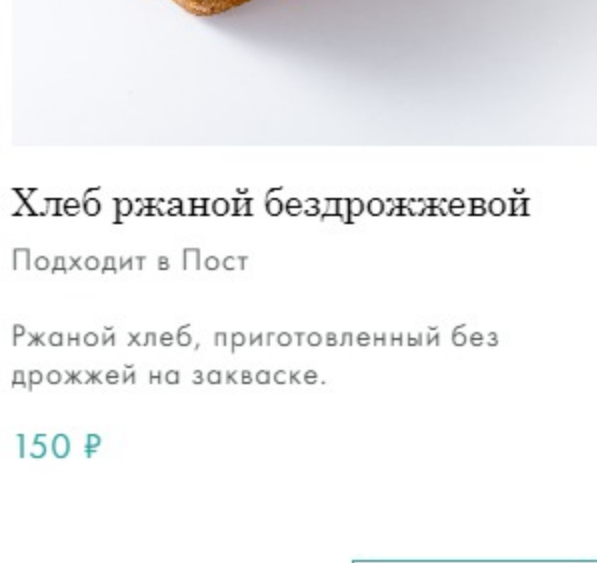 Хлеб ржаной бездрожжевой
Подходит в Пост
Ржаной хлеб, приготовленный без
дрожжей на закваске.
150 ₽